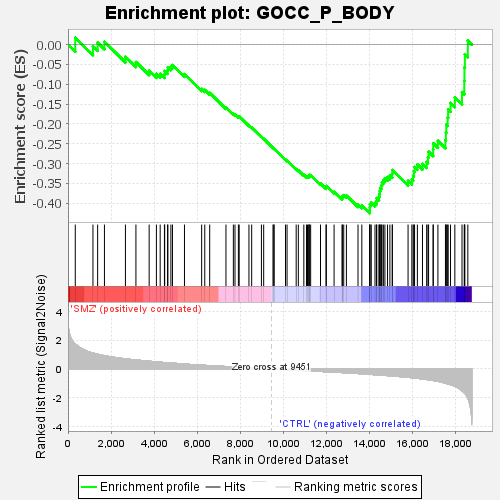 Enrichment plot: GOCC_P_BODY
Enrichment score (ES)
0.00
-0.05
-0.10
-0.15
-0.20
-0.25
-0.30
-0.35
-0.40
Ranked list metric (Signal2Noise)
'SMZ' (positively correlated)
4
2
0
-2
-4
Zero cross at 9451
'CTRL' (negatively correlated)
0 2,000 4,000 6,000 8,000 10,000 12,000 14,000 16,000 18,000
Rank in Ordered Dataset
Enrichment profile Hits Ranking metric scores